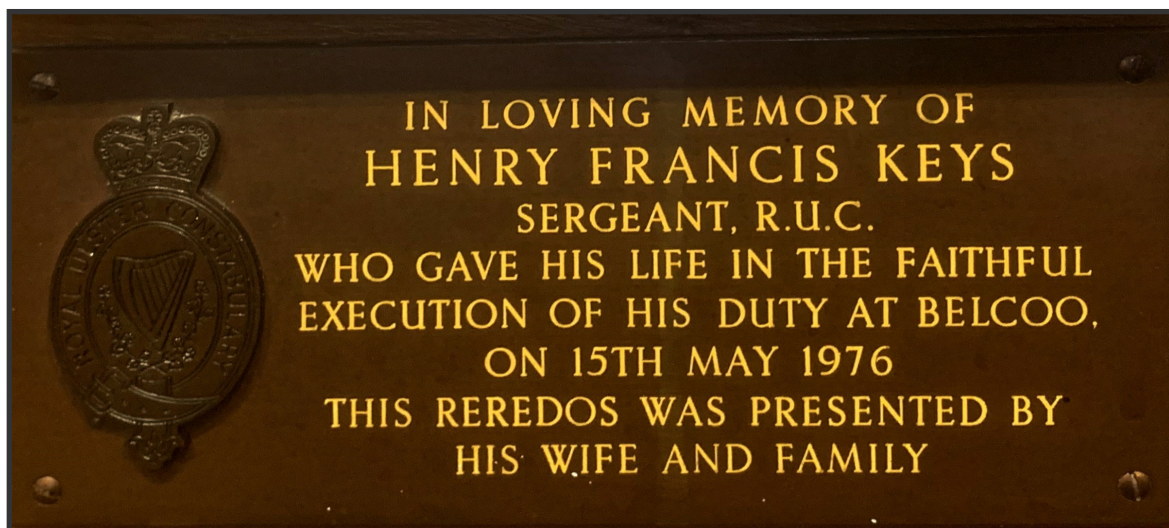 ROYAL ULSTER CONSTABULARY
IN LOVING MEMORY OF
HENRY FRANCIS KEYS
SERGEANT, R.U.C.
WHO GAVE HIS LIFE IN THE FAITHFUL
EXECUTION OF HIS DUTY AT BELCOO,
ON 15TH MAY 1976
THIS REREDOS WAS PRESENTED BY
HIS WIFE AND FAMILY